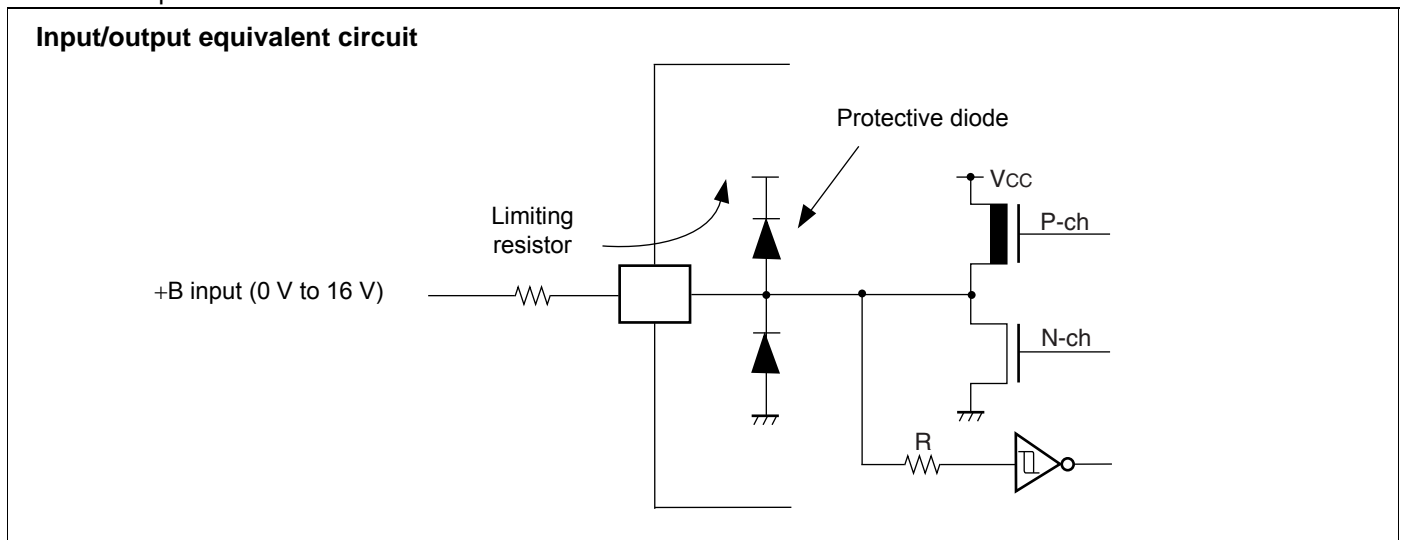 Input/output equivalent circuit
Protective diode
VCC
P-ch
Limiting
resistor
+B input (0 V to 16 V)
N-ch
R